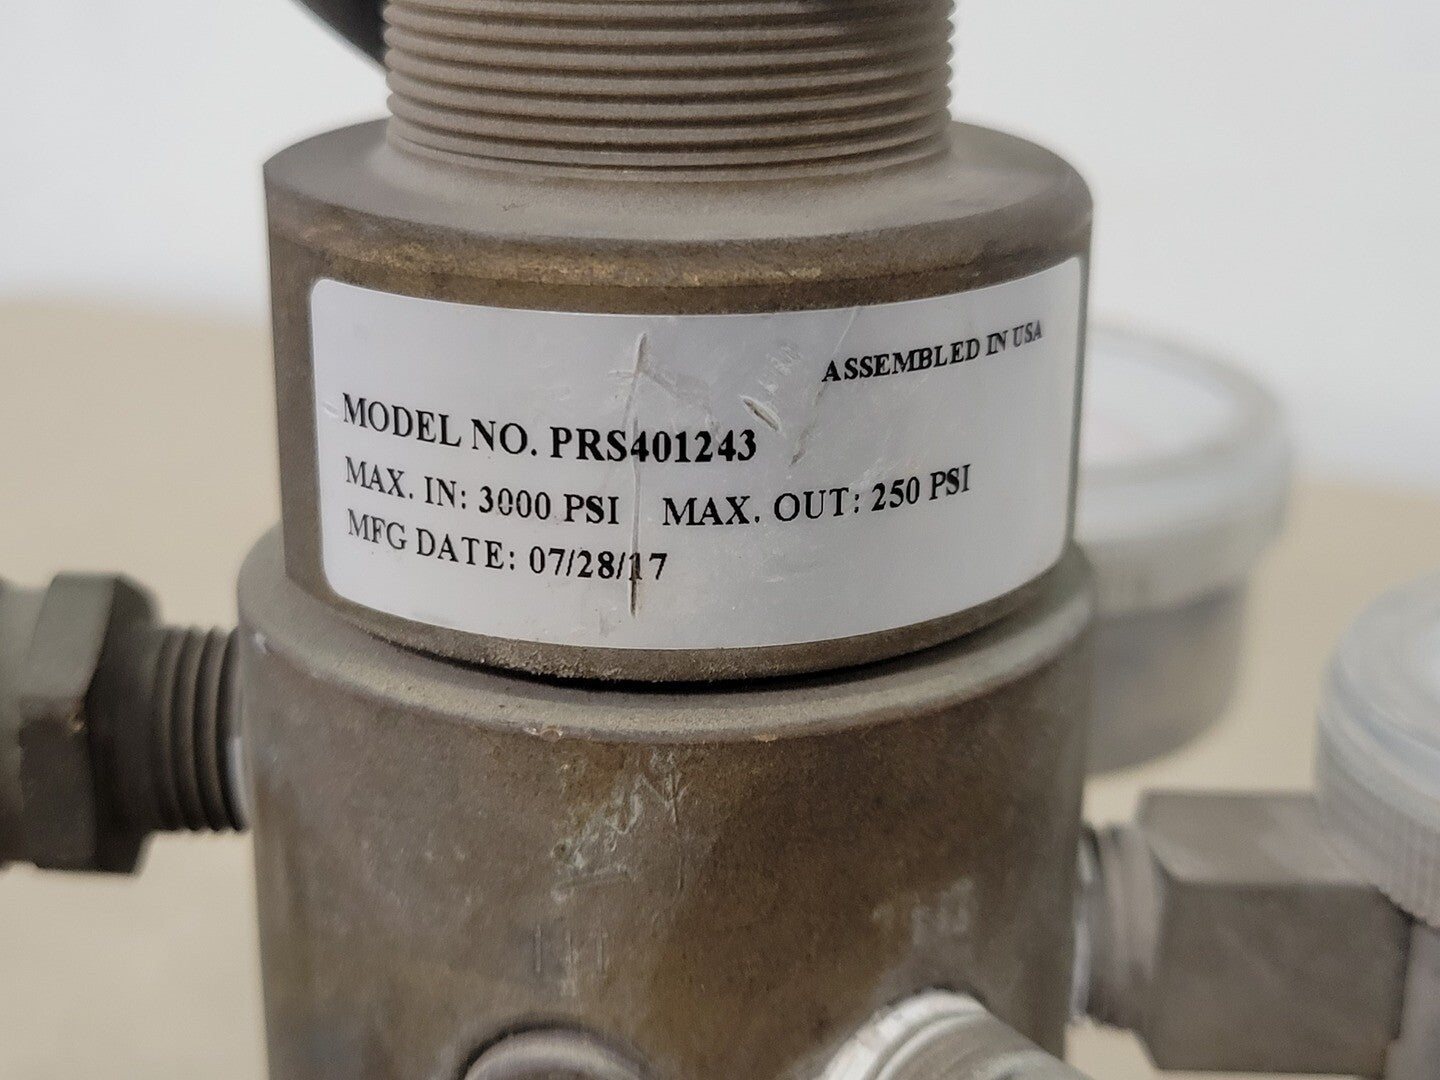 ASSEMBLED IN USA
MODEL NO. PRS401243
MAX. IN: 3000 PSI MAX. OUT: 250 PSI
MFG DATE: 07/28/17